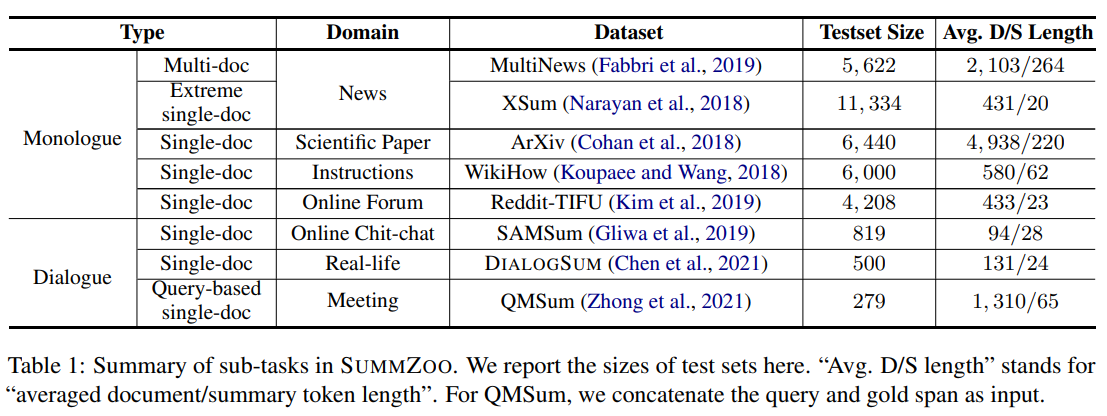 Type Domain Dataset Testset Size Avg. D/S Length
Monologue
Multi-doc News MultiNews (Fabbri et al., 2019) 5,622 2,103/264
Extreme
single-doc XSum (Narayan et al., 2018) 11,334 431/20
Single-doc Scientific Paper ArXiv (Cohan et al., 2018) 6,440 4,938/220
Single-doc Instructions WikiHow (Koupaee and Wang, 2018) 6,000 580/62
Single-doc Online Forum Reddit-TIFU (Kim et al., 2019) 4,208 433/23
Dialogue
Single-doc Online Chit-chat SAMSum (Gliwa et al., 2019) 819 94/28
Single-doc Real-life DIALOGSUM (Chen et al., 2021) 500 131/24
Query-based
single-doc Meeting QMSum (Zhong et al., 2021) 279 1,310/65
Table 1: Summary of sub-tasks in SUMMZOO. We report the sizes of test sets here. “Avg. D/S length” stands for
“averaged document/summary token length”. For QMSum, we concatenate the query and gold span as input.